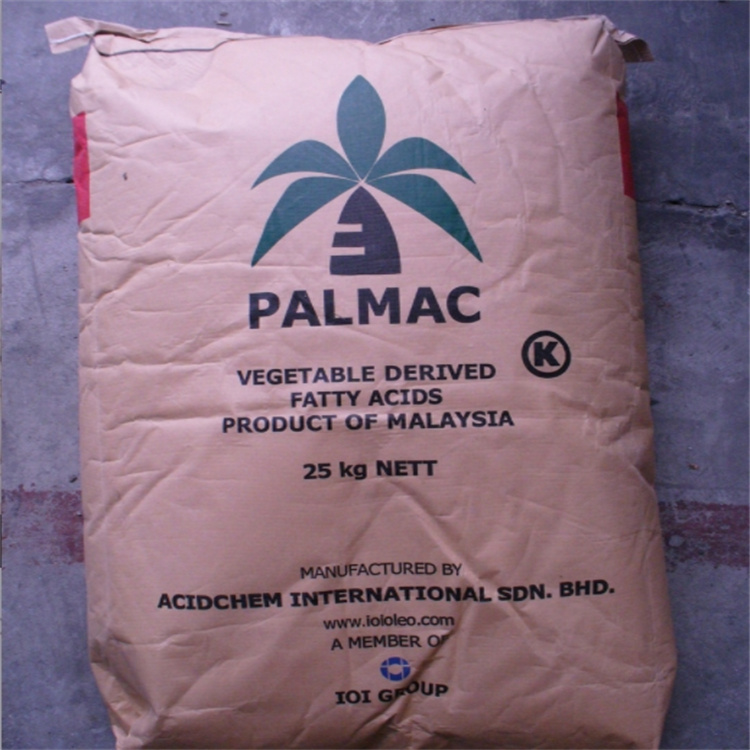 PALMAC
K
VEGETABLE DERIVED
FATTY ACIDS
PRODUCT OF MALAYSIA
25 kg NETT
MANUFACTURED BY
ACIDCHEM INTERNATIONAL SDN. BHD.
www.iololeo.com
A MEMBER OF
IOI GROUP